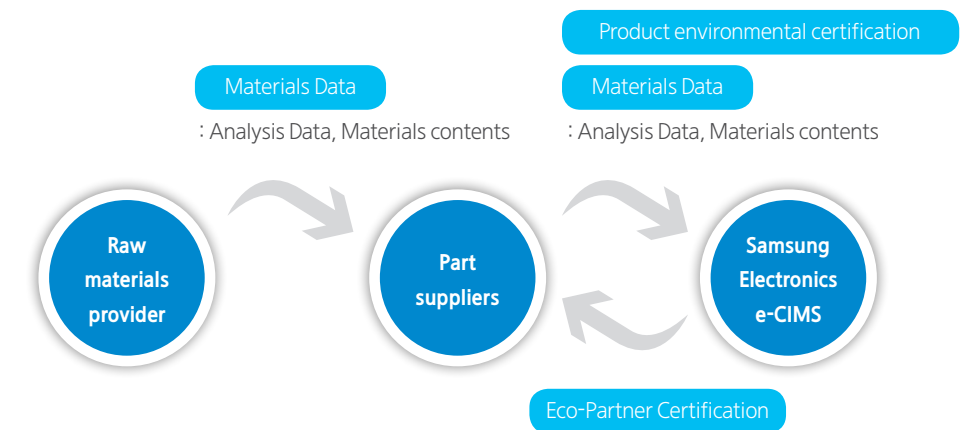 Product environmental certification
Materials Data
: Analysis Data, Materials contents
Materials Data
: Analysis Data, Materials contents
Raw
materials
provider
Part
suppliers
Samsung
Electronics
e-CIMS
Eco-Partner Certification